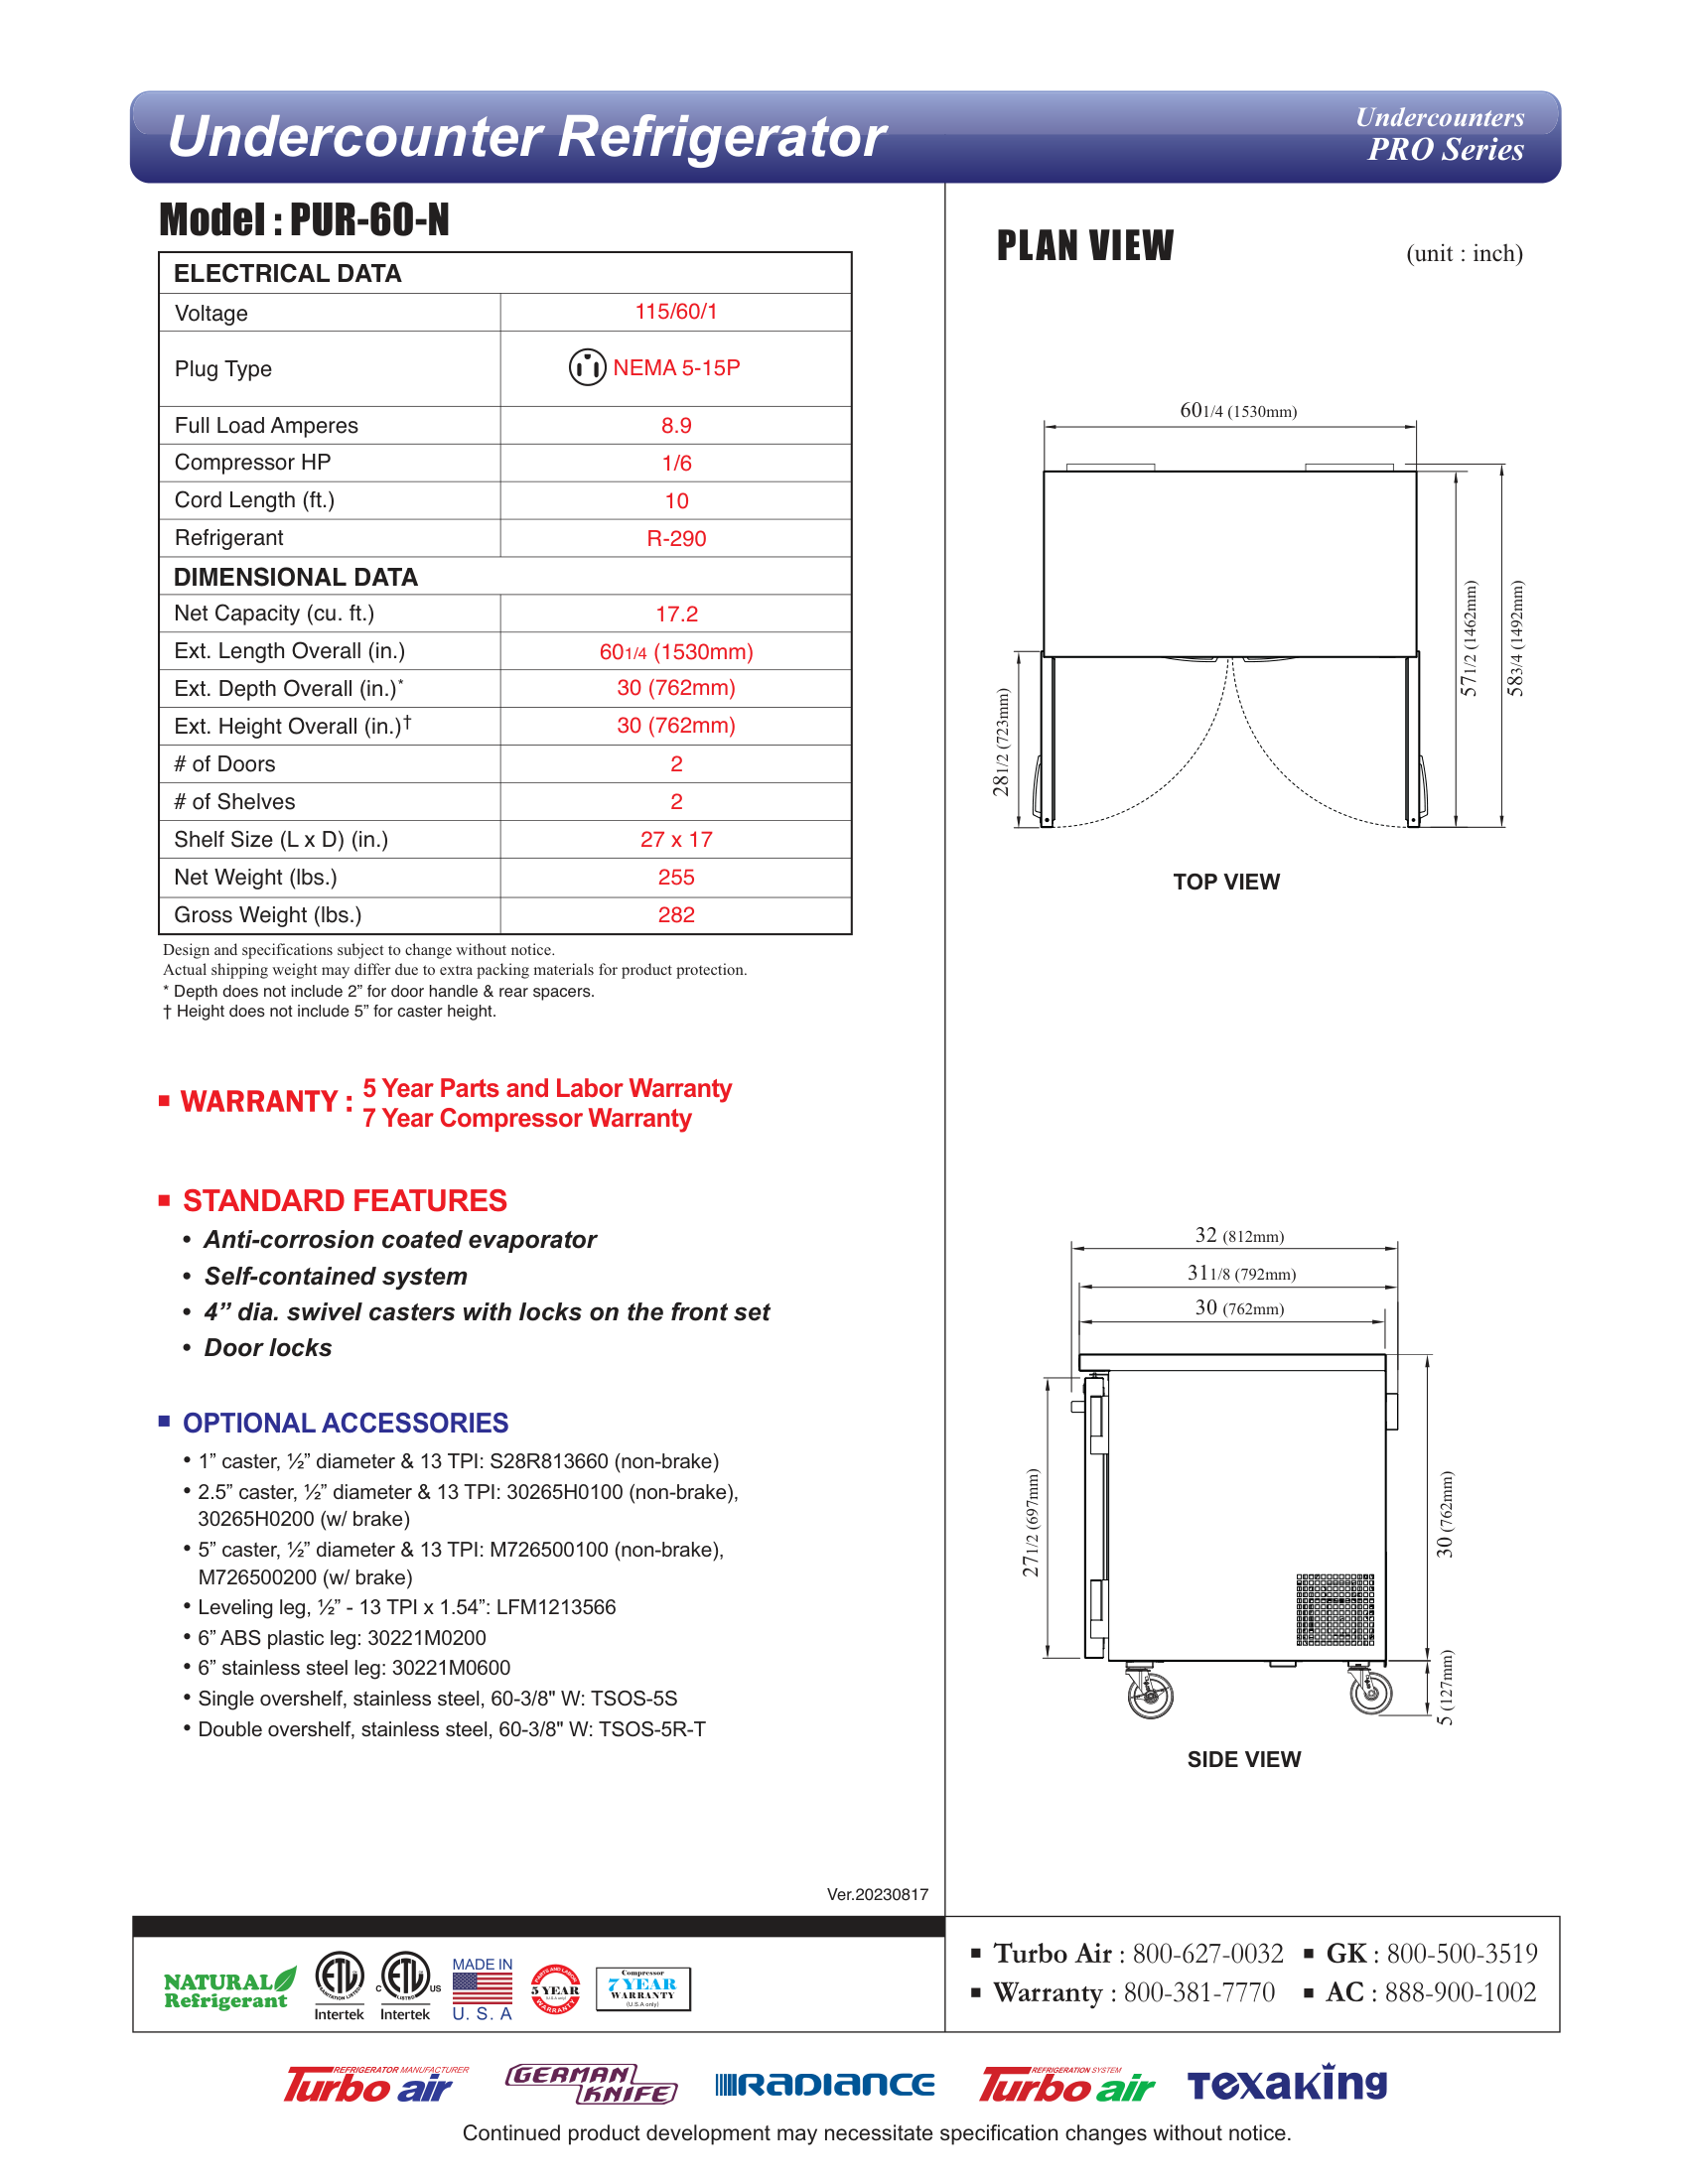 Undercounter Refrigerator
Undercounters
PRO Series
Model : PUR-60-N
ELECTRICAL DATA
Voltage 115/60/1
Plug Type NEMA 5-15P
Full Load Amperes 8.9
Compressor HP 1/6
Cord Length (ft.) 10
Refrigerant R-290
DIMENSIONAL DATA
Net Capacity (cu. ft.) 17.2
Ext. Length Overall (in.) 601/4 (1530mm)
Ext. Depth Overall (in.)* 30 (762mm)
Ext. Height Overall (in.)† 30 (762mm)
# of Doors 2
# of Shelves 2
Shelf Size (L x D) (in.) 27 x 17
Net Weight (lbs.) 255
Gross Weight (lbs.) 282
Design and specifications subject to change without notice.
Actual shipping weight may differ due to extra packing materials for product protection.
* Depth does not include 2” for door handle & rear spacers.
† Height does not include 5” for caster height.
■ WARRANTY : 5 Year Parts and Labor Warranty
7 Year Compressor Warranty
■ STANDARD FEATURES
• Anti-corrosion coated evaporator
• Self-contained system
• 4” dia. swivel casters with locks on the front set
• Door locks
■ OPTIONAL ACCESSORIES
• 1” caster, ½” diameter & 13 TPI: S28R813660 (non-brake)
• 2.5” caster, ½” diameter & 13 TPI: 30265H0100 (non-brake),
30265H0200 (w/ brake)
• 5” caster, ½” diameter & 13 TPI: M726500100 (non-brake),
M726500200 (w/ brake)
• Leveling leg, ½” - 13 TPI x 1.54”: LFM1213566
• 6” ABS plastic leg: 30221M0200
• 6” stainless steel leg: 30221M0600
• Single overshelf, stainless steel, 60-3/8" W: TSOS-5S
• Double overshelf, stainless steel, 60-3/8" W: TSOS-5R-T
Ver.20230817
PLAN VIEW
(unit : inch)
601/4 (1530mm)
281/2 (723mm)
571/2 (1462mm)
583/4 (1492mm)
TOP VIEW
32 (812mm)
311/8 (792mm)
30 (762mm)
271/2 (697mm)
30 (762mm)
5 (127mm)
SIDE VIEW
NATURAL
Refrigerant
ETL
SANITATION LISTED
Intertek
C ETL US
LISTED
Intertek
MADE IN
U. S. A
PARTS AND LABOR
5 YEAR
WARRANTY
Compressor
7 YEAR
WARRANTY
(U.S.A only)
■ Turbo Air : 800-627-0032 ■ GK : 800-500-3519
■ Warranty : 800-381-7770 ■ AC : 888-900-1002
REFRIGERATOR MANUFACTURER
Turbo air
GERMAN
KNIFE
RADIANCE
REFRIGERATION SYSTEM
Turbo air
TEXAKING
Continued product development may necessitate specification changes without notice.